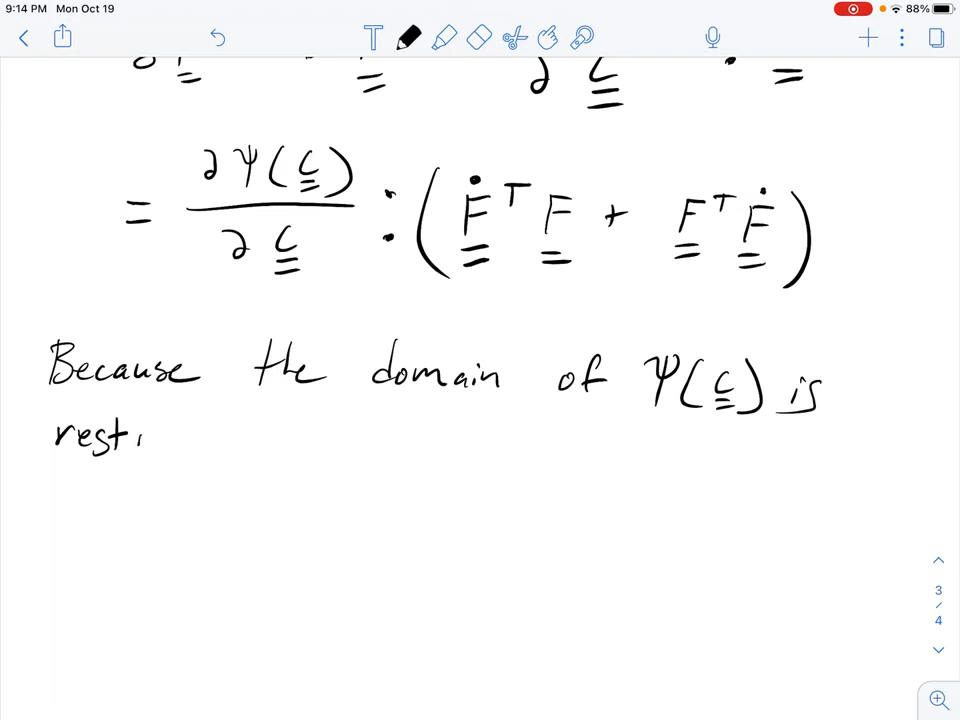 9:14 PM Mon Oct 19 88%
∂ C̳ : 
= ∂Ψ(C̳)/∂C̳ : (Ḟ̳ᵀ F̳ + F̳ᵀ Ḟ̳)
Because the domain of Ψ(C̳) is
rest
3
/
4